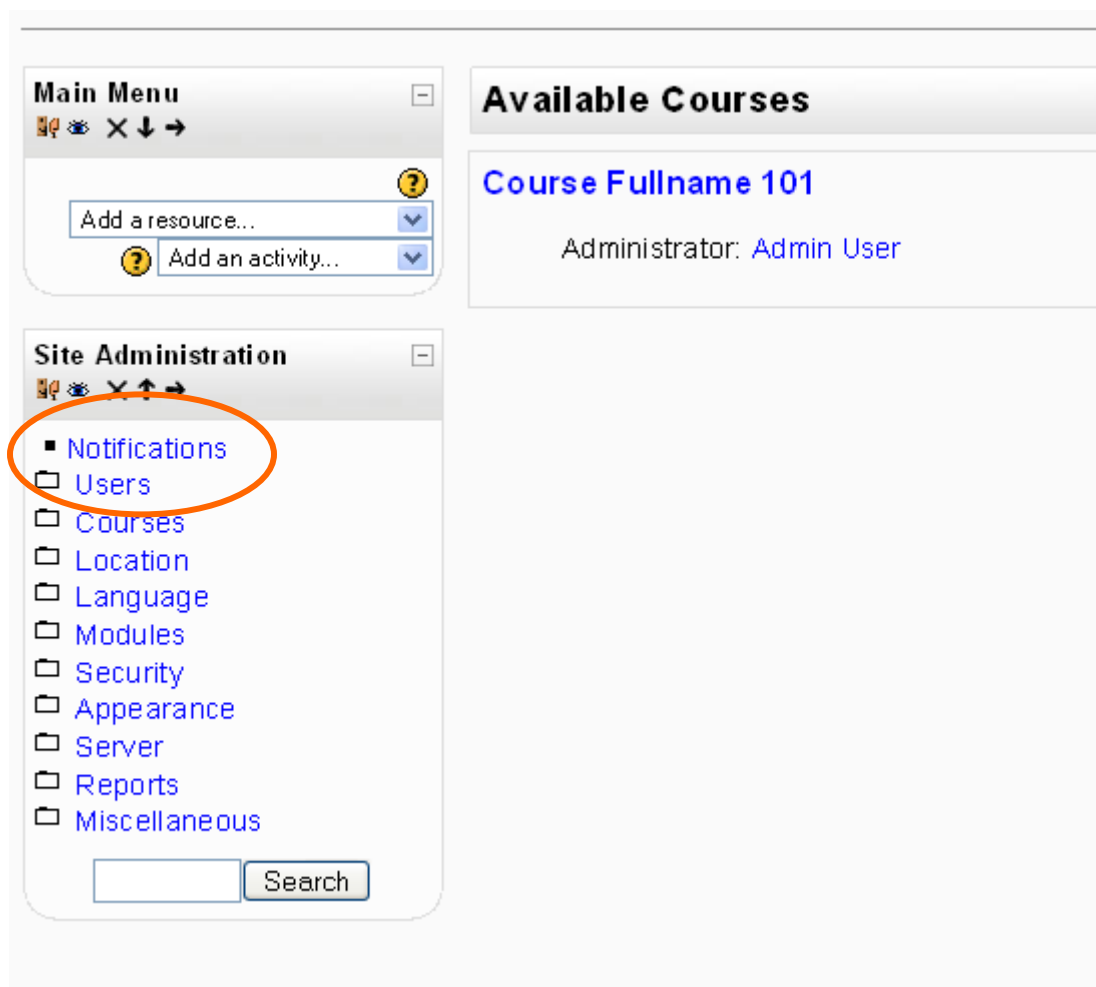 Main Menu
Add a resource...
Add an activity...
Site Administration
Notifications
Users
Courses
Location
Language
Modules
Security
Appearance
Server
Reports
Miscellaneous
Search
Available Courses
Course Fullname 101
Administrator: Admin User